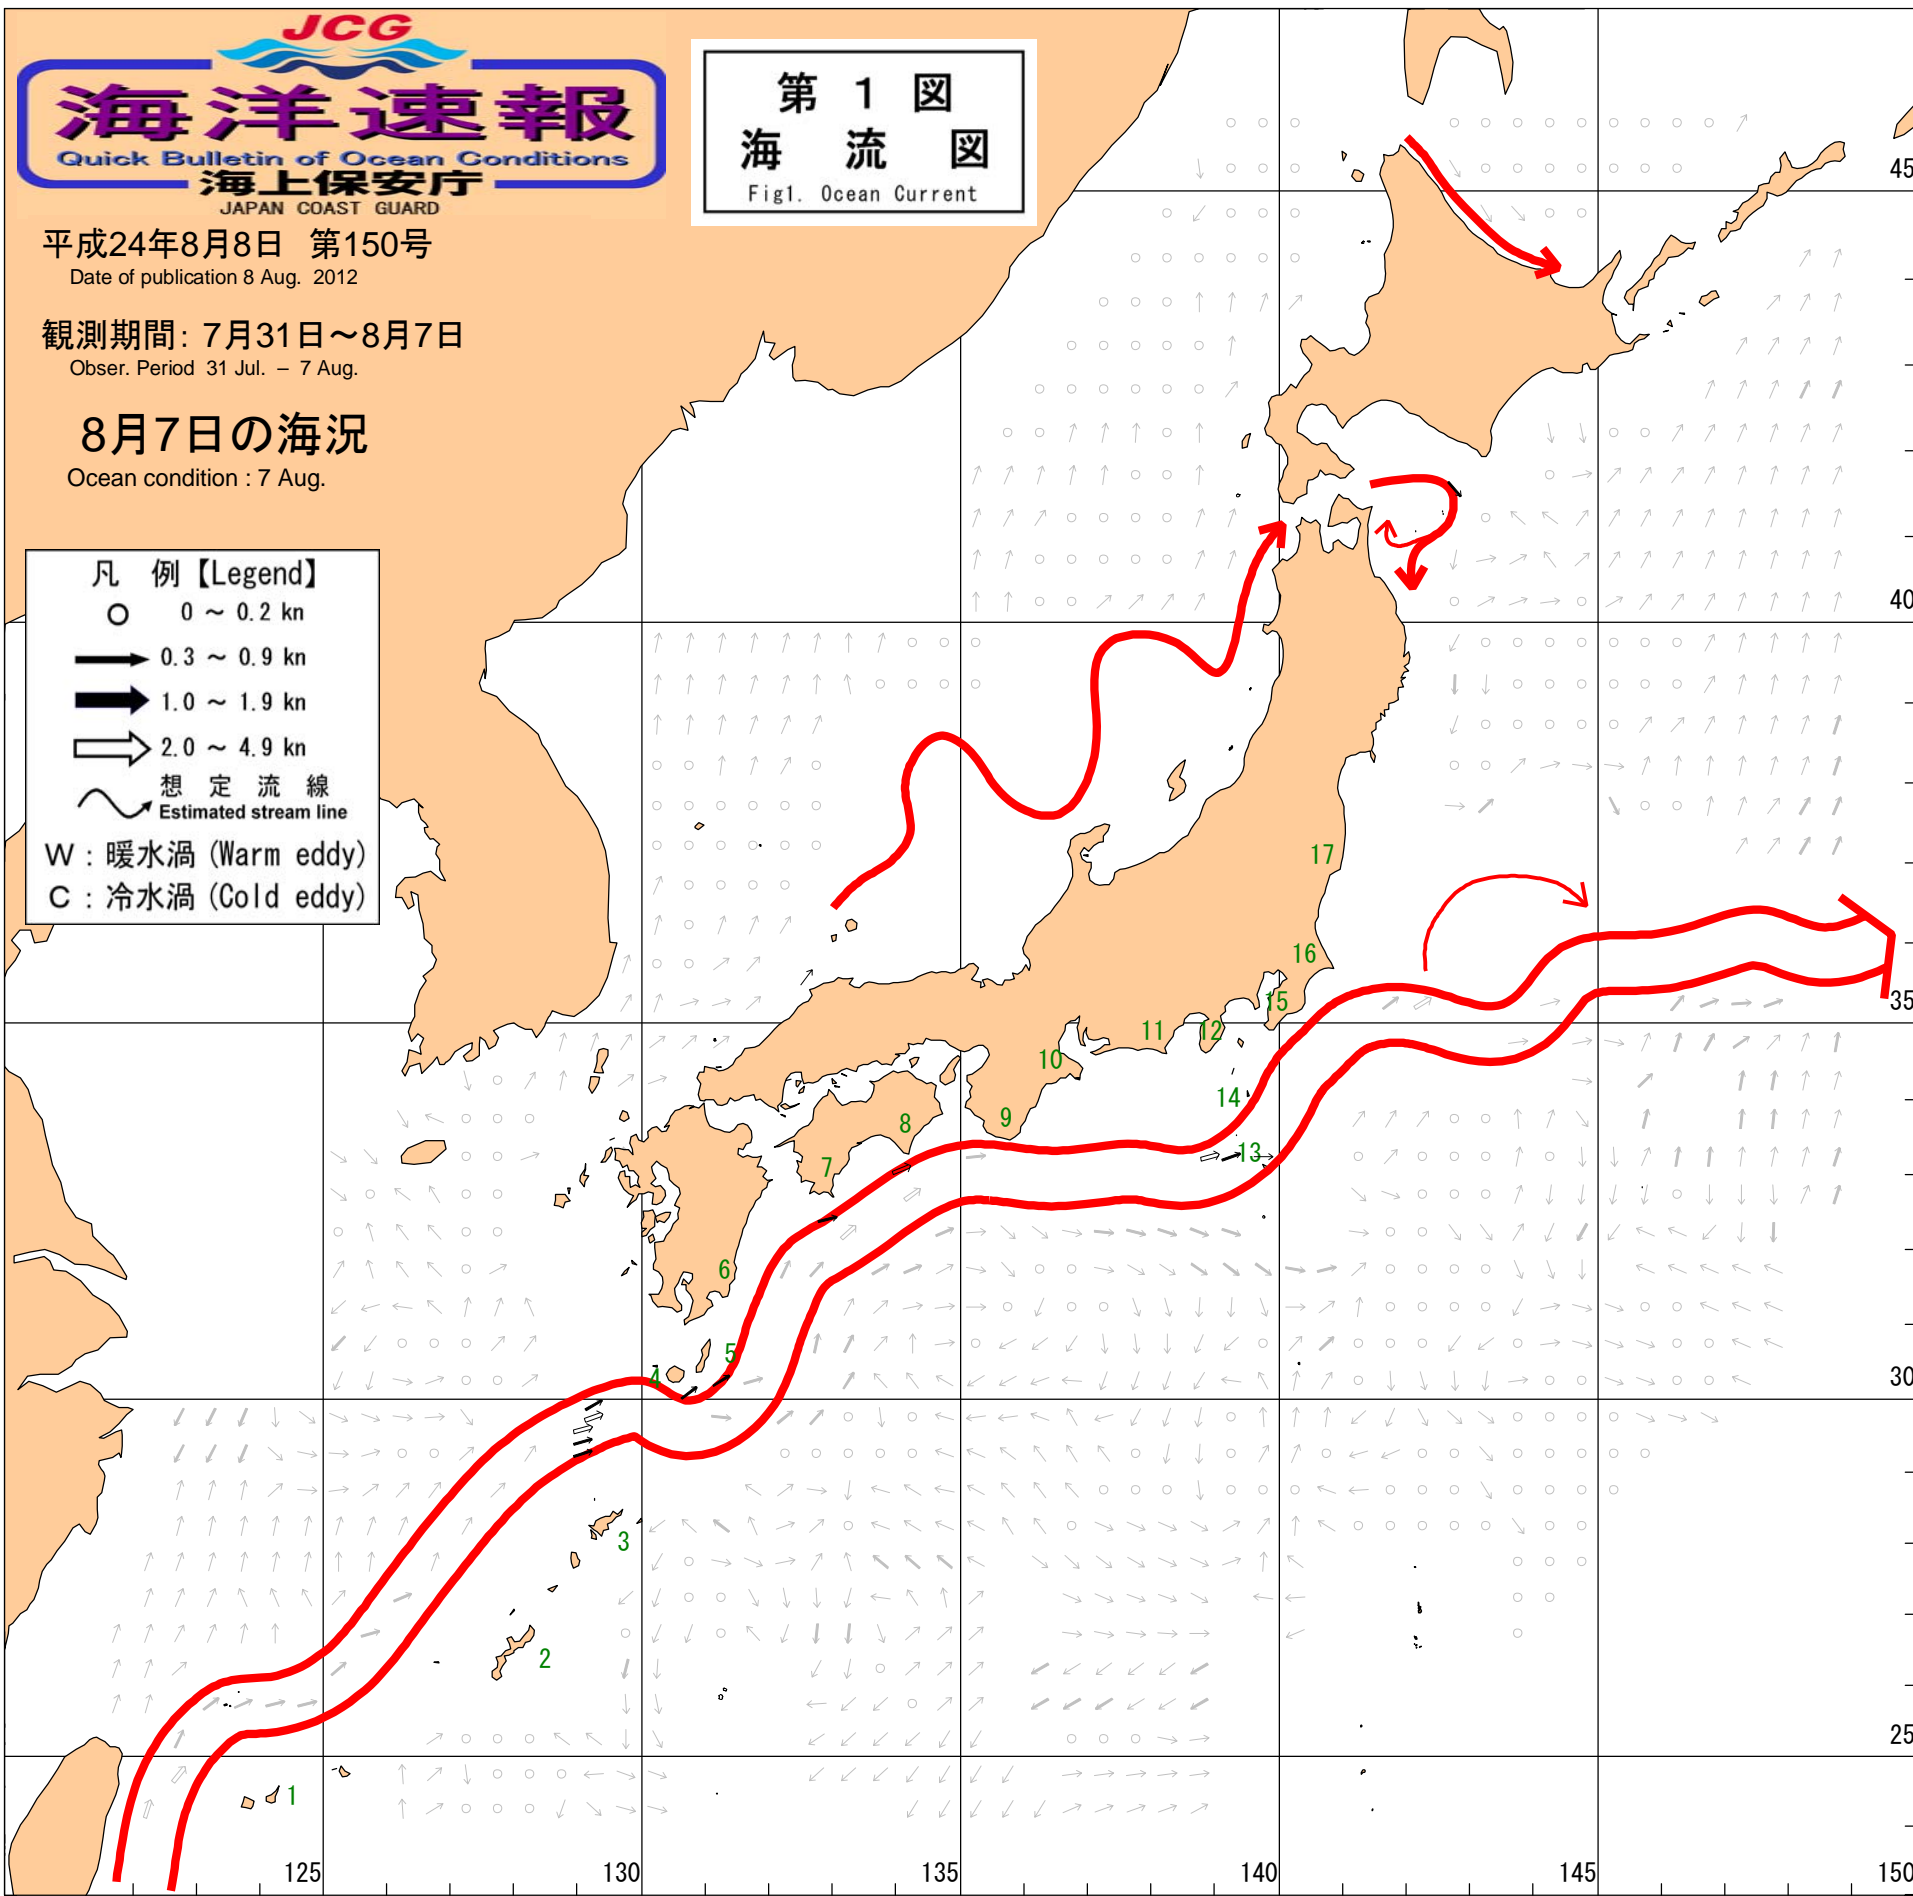 JCG
海洋速報
Quick Bulletin of Ocean Conditions
海上保安庁
JAPAN COAST GUARD
第 1 図
海 流 図
Fig1. Ocean Current
平成24年8月8日 第150号
Date of publication 8 Aug. 2012
観測期間: 7月31日～8月7日
Obser. Period 31 Jul. – 7 Aug.
8月7日の海況
Ocean condition : 7 Aug.
凡 例【Legend】
0 ～ 0.2 kn
0.3 ～ 0.9 kn
1.0 ～ 1.9 kn
2.0 ～ 4.9 kn
想 定 流 線
Estimated stream line
W : 暖水渦 (Warm eddy)
C : 冷水渦 (Cold eddy)
45
40
17
16
15
35
11
12
10
14
9
8
13
7
6
5
4
30
3
2
25
1
125
130
135
140
145
150